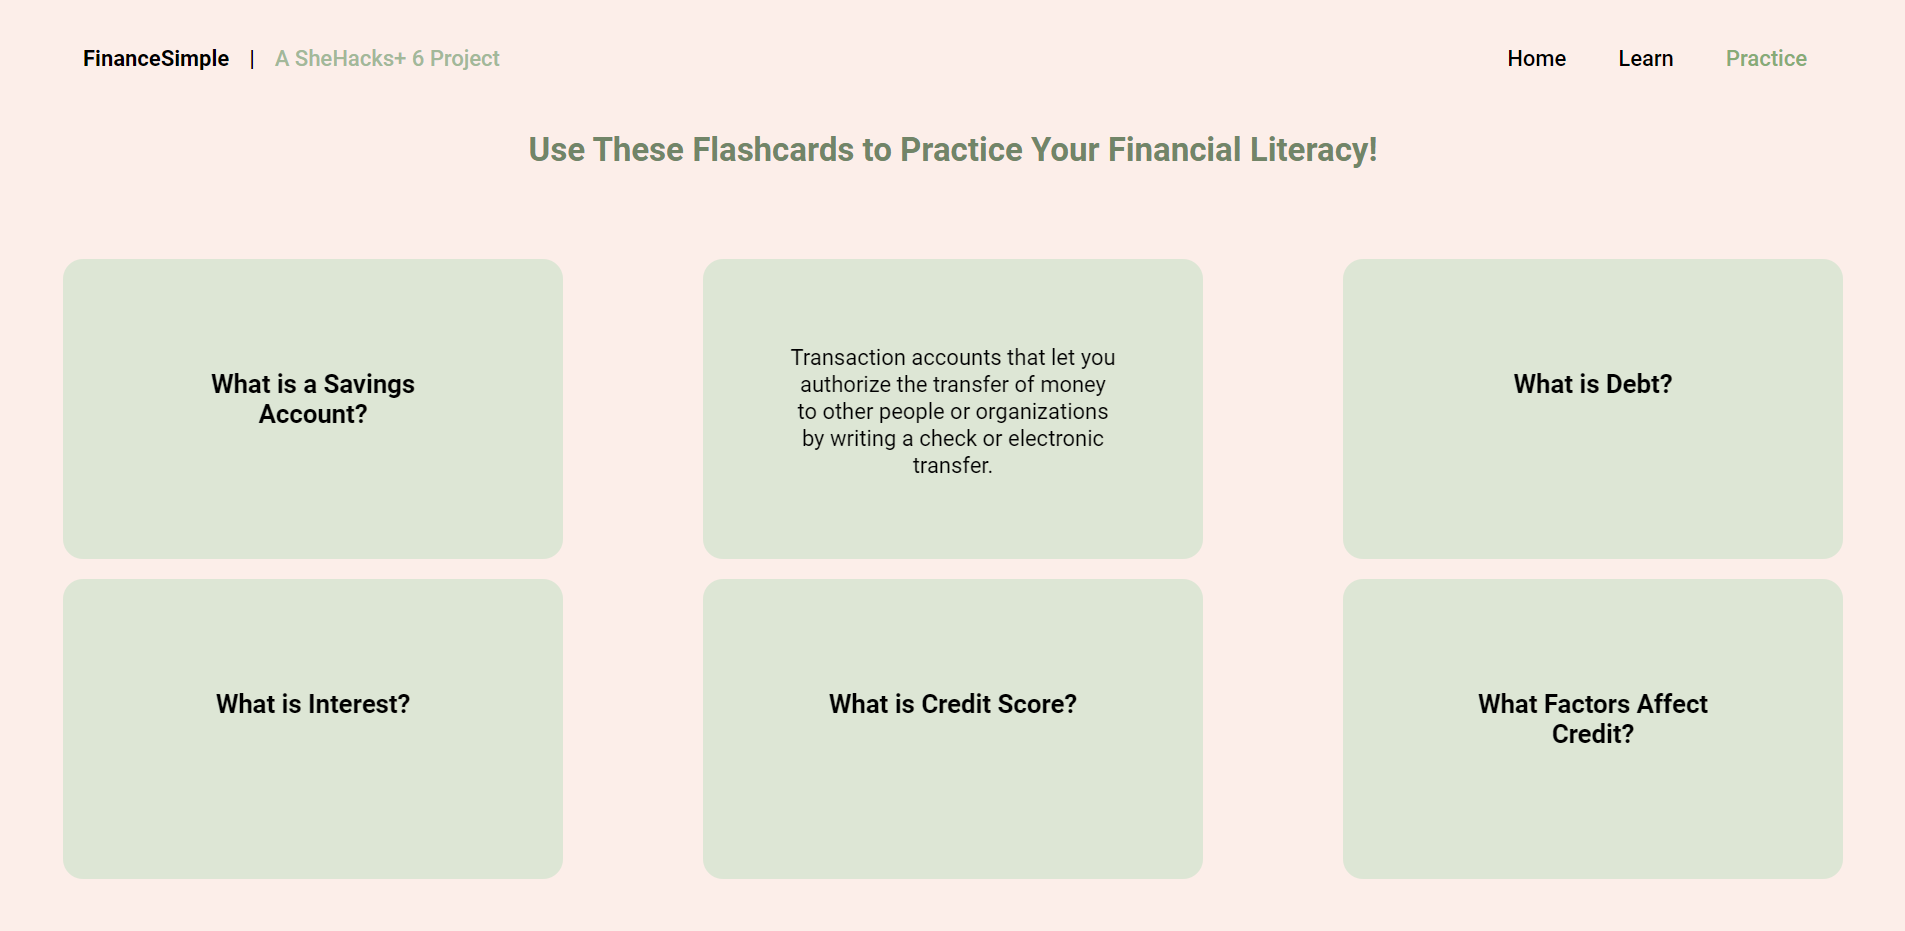 FinanceSimple | A SheHacks+ 6 Project
Home Learn Practice
Use These Flashcards to Practice Your Financial Literacy!
What is a Savings
Account?
Transaction accounts that let you
authorize the transfer of money
to other people or organizations
by writing a check or electronic
transfer.
What is Debt?
What is Interest?
What is Credit Score?
What Factors Affect
Credit?